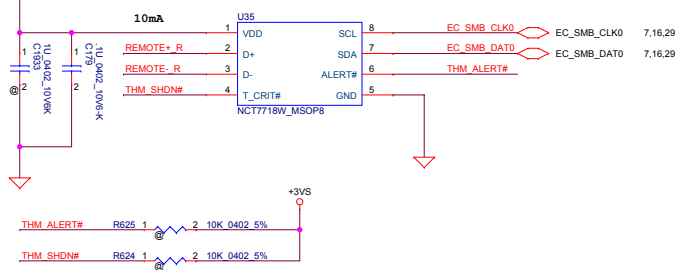 10mA
U35
1 VDD SCL 8 EC_SMB_CLK0 EC_SMB_CLK0 7,16,29
REMOTE+_R 2 D+ SDA 7 EC_SMB_DAT0 EC_SMB_DAT0 7,16,29
REMOTE-_R 3 D- ALERT# 6 THM_ALERT#
THM_SHDN# 4 T_CRIT# GND 5
NCT7718W_MSOP8
1 2
1U_0402_10V6K
C1933
@
1 2
.1U_0402_10V6-K
C179
+3VS
THM_ALERT# R625 1 2 10K_0402_5%
@
THM_SHDN# R624 1 2 10K_0402_5%
@